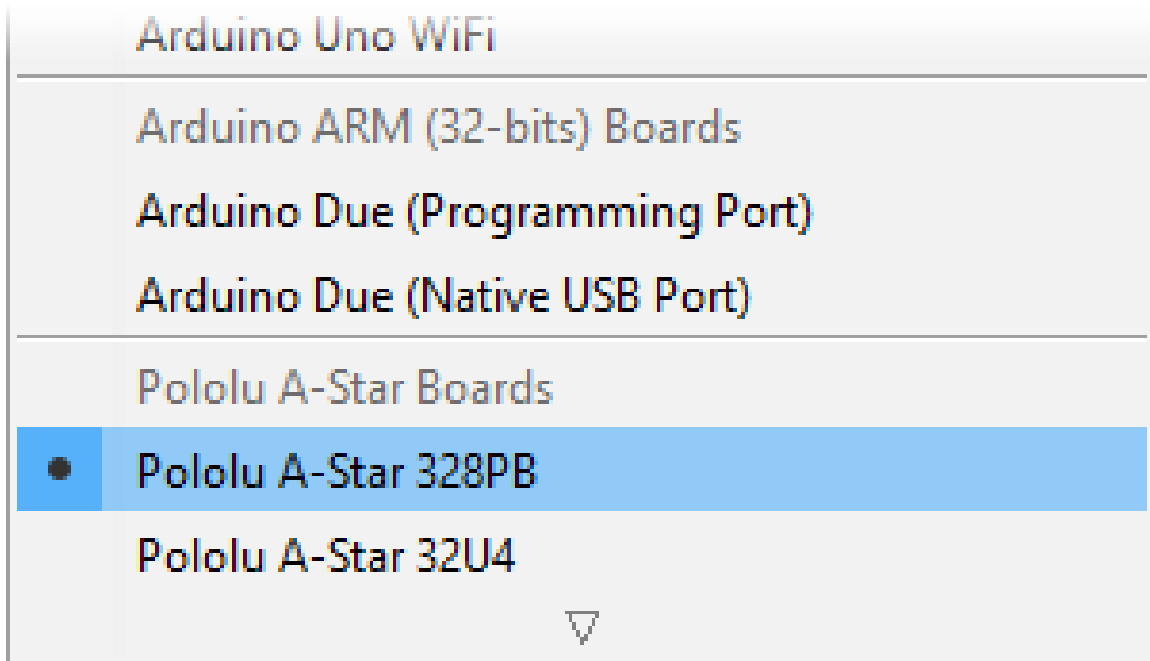 Arduino Uno WiFi
Arduino ARM (32-bits) Boards
Arduino Due (Programming Port)
Arduino Due (Native USB Port)
Pololu A-Star Boards
Pololu A-Star 328PB
Pololu A-Star 32U4